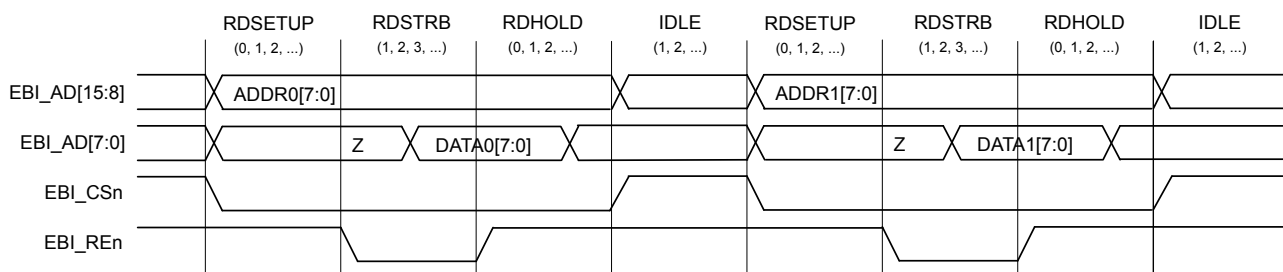 RDSETUP RDSTRB RDHOLD IDLE RDSETUP RDSTRB RDHOLD IDLE
(0, 1, 2, ...) (1, 2, 3, ...) (0, 1, 2, ...) (1, 2, ...) (0, 1, 2, ...) (1, 2, 3, ...) (0, 1, 2, ...) (1, 2, ...)
EBI_AD[15:8] ADDR0[7:0] ADDR1[7:0]
EBI_AD[7:0] Z DATA0[7:0] Z DATA1[7:0]
EBI_CSn
EBI_REn